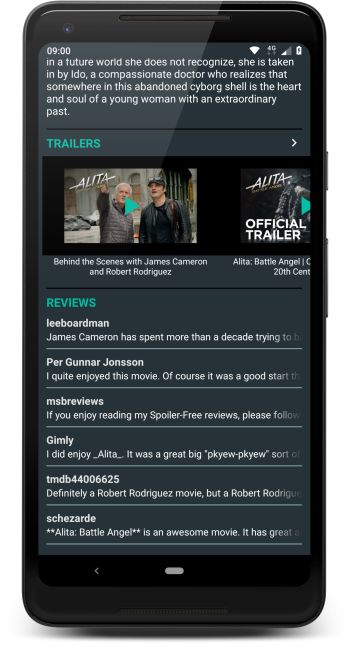 09:00
4G
in a future world she does not recognize, she is taken
in by Ido, a compassionate doctor who realizes that
somewhere in this abandoned cyborg shell is the heart
and soul of a young woman with an extraordinary
past.
TRAILERS
ALITA
ALITA
BATTLE ANGEL
OFFICIAL
TRAILER
Behind the Scenes with James Cameron
and Robert Rodriguez
Alita: Battle Angel | O
20th Cent
REVIEWS
leeboardman
James Cameron has spent more than a decade trying to b
Per Gunnar Jonsson
I quite enjoyed this movie. Of course it was a good start th
msbreviews
If you enjoy reading my Spoiler-Free reviews, please follow
Gimly
I did enjoy _Alita_. It was a great big "pkyew-pkyew" sort of
tmdb44006625
Definitely a Robert Rodriguez movie, but a Robert Rodrigue
schezarde
**Alita: Battle Angel** is an awesome movie. It has great a